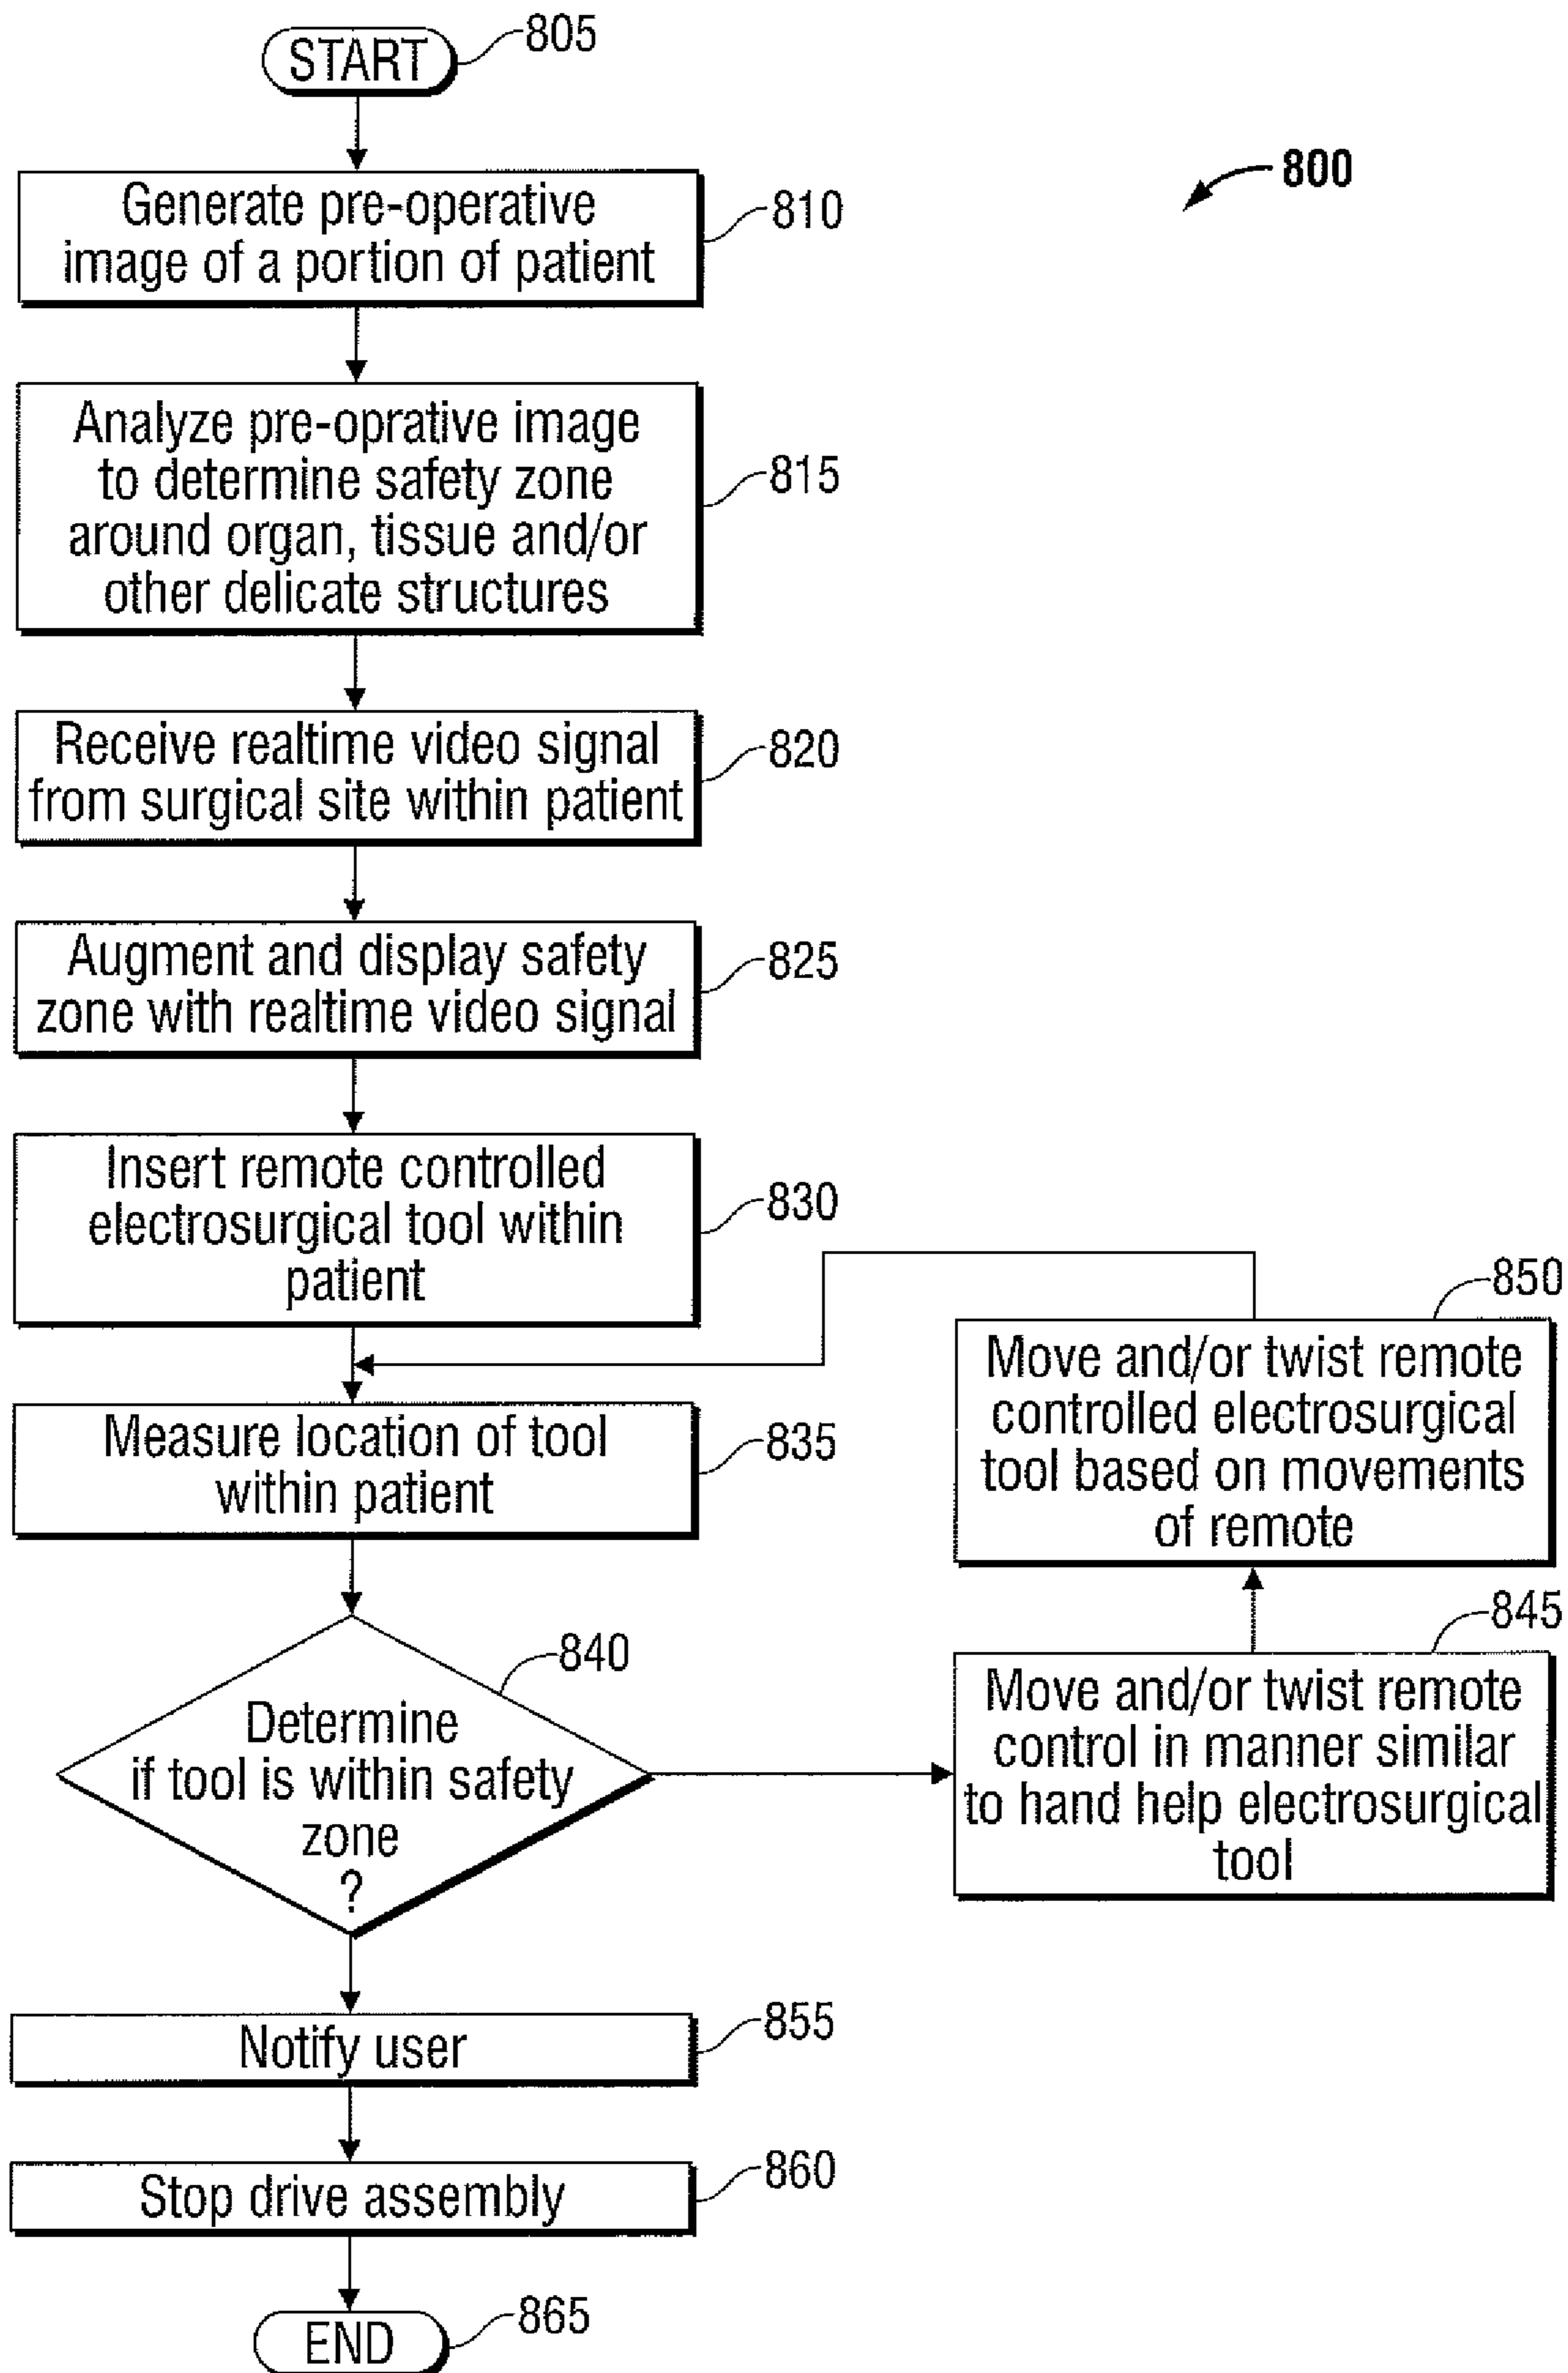 START
805
800
Generate pre-operative
image of a portion of patient
810
Analyze pre-oprative image
to determine safety zone
around organ, tissue and/or
other delicate structures
815
Receive realtime video signal
from surgical site within patient
820
Augment and display safety
zone with realtime video signal
825
Insert remote controlled
electrosurgical tool within
patient
830
Measure location of tool
within patient
835
Determine
if tool is within safety
zone
?
840
Move and/or twist remote
control in manner similar
to hand help electrosurgical
tool
845
Move and/or twist remote
controlled electrosurgical
tool based on movements
of remote
850
Notify user
855
Stop drive assembly
860
END
865